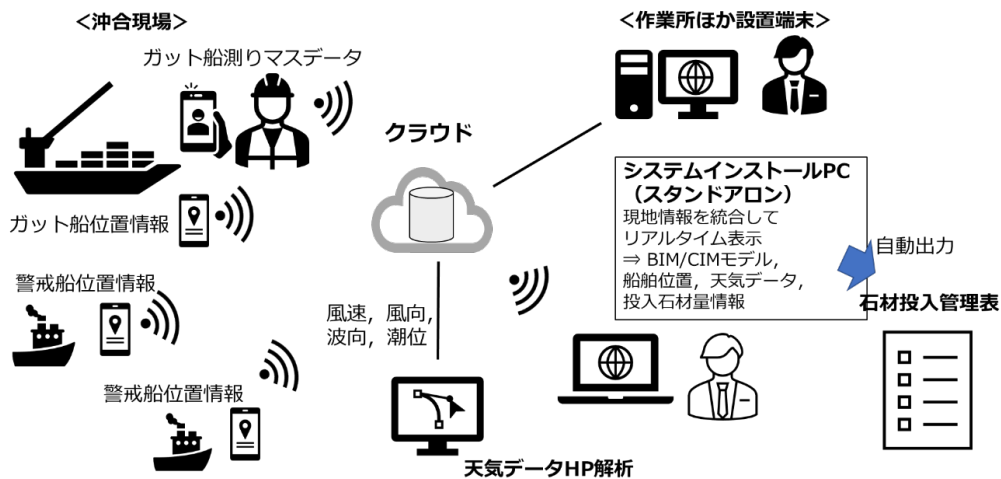 ＜沖合現場＞
ガット船測りマスデータ
ガット船位置情報
警戒船位置情報
警戒船位置情報
クラウド
風速，風向，
波向，潮位
天気データHP解析
＜作業所ほか設置端末＞
システムインストールPC
（スタンドアロン）
現地情報を統合して
リアルタイム表示
⇒ BIM/CIMモデル，
船舶位置，天気データ，
投入石材量情報
自動出力
石材投入管理表